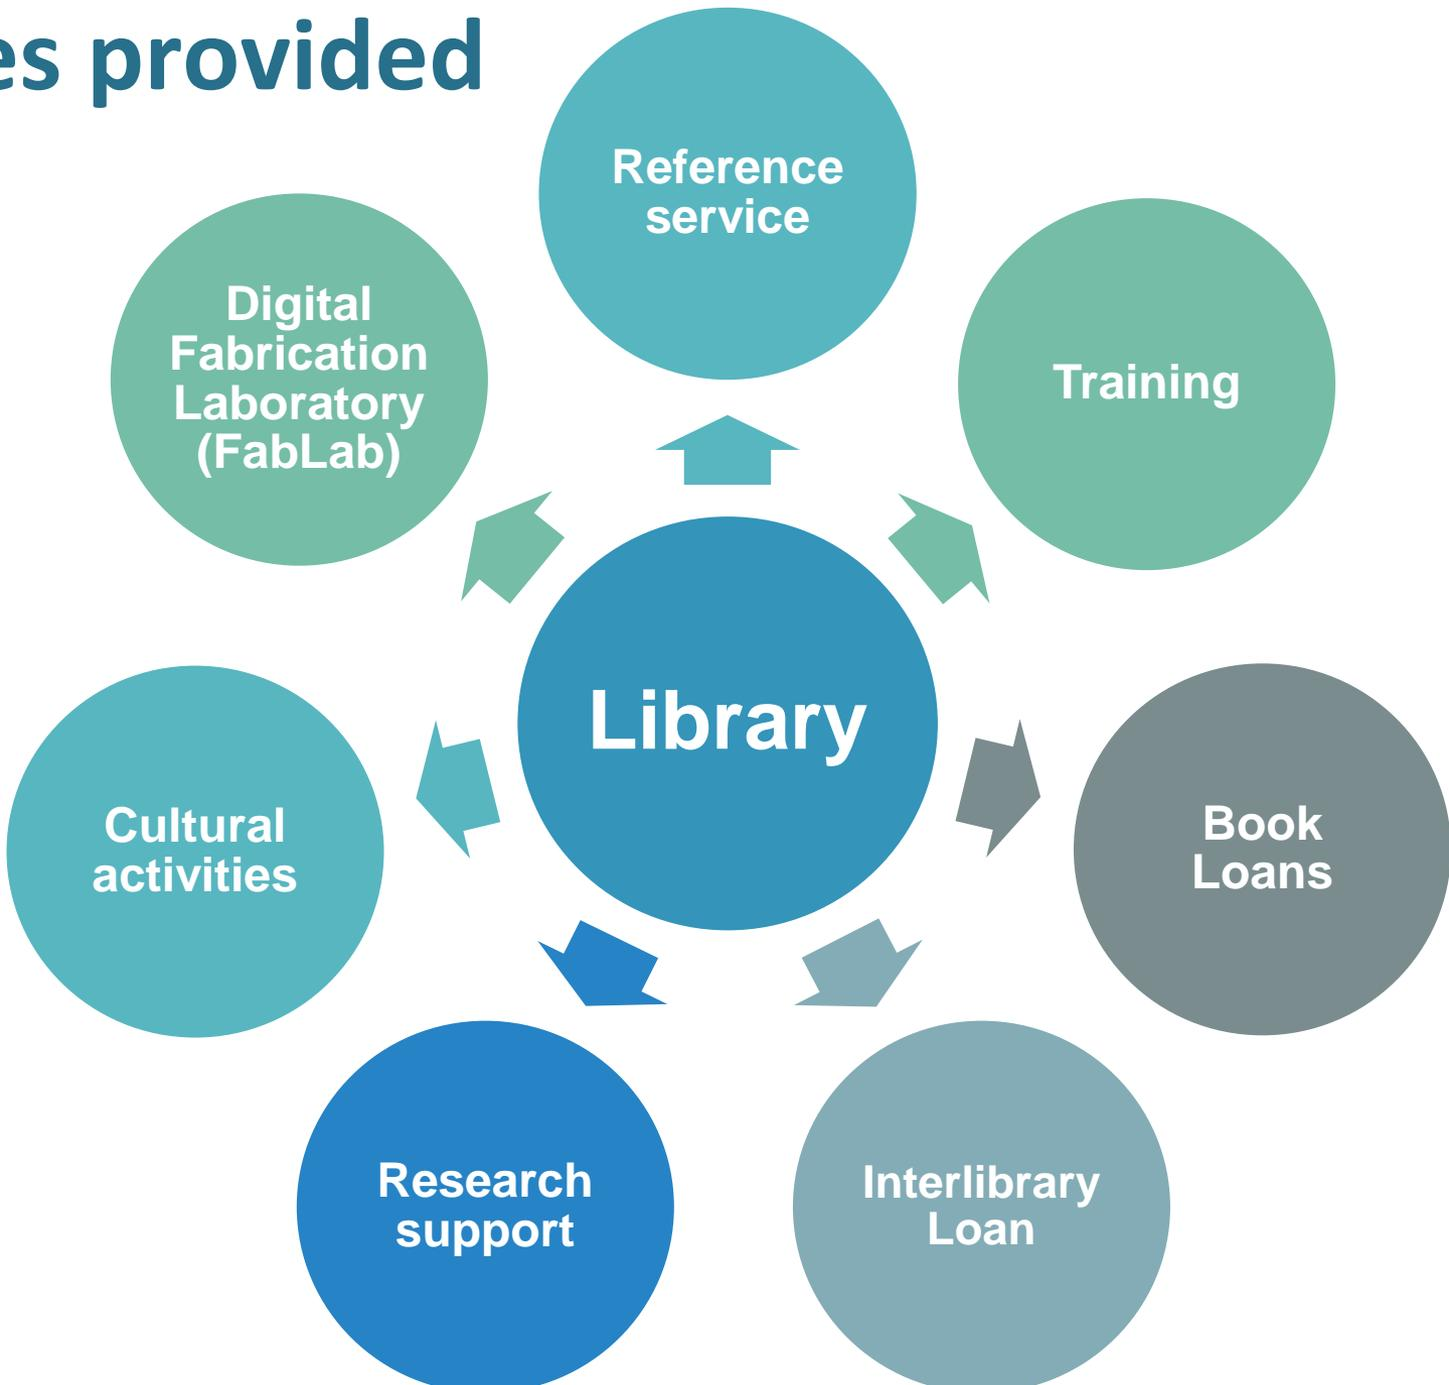 es provided
Reference
service
Training
Book
Loans
Interlibrary
Loan
Research
support
Cultural
activities
Digital
Fabrication
Laboratory
(FabLab)
Library